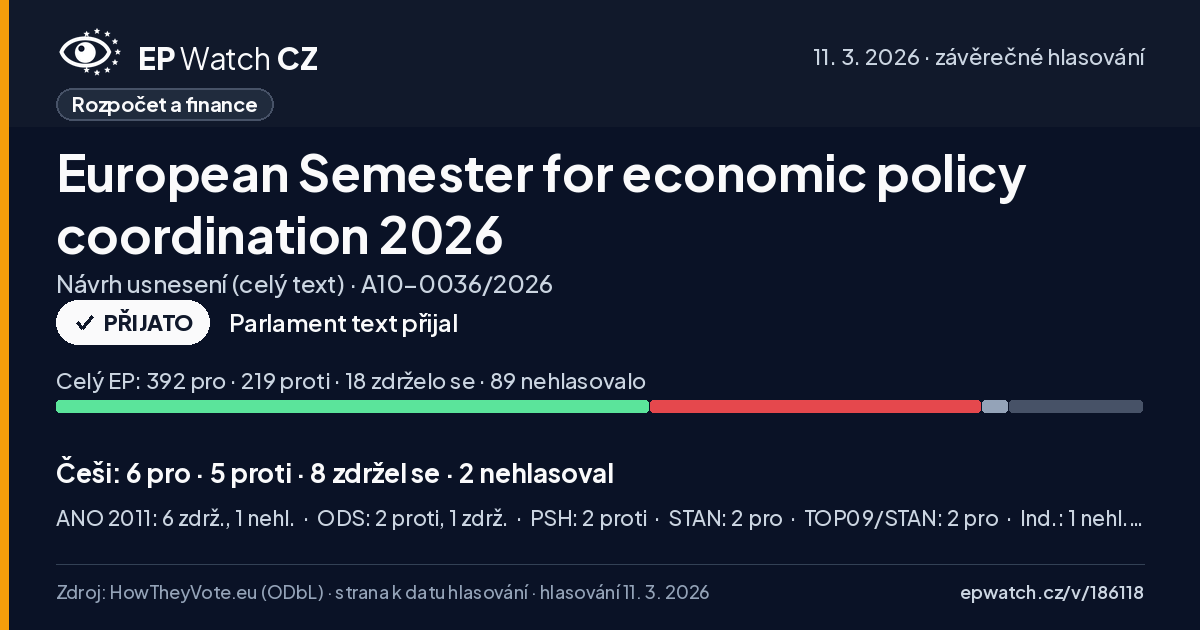 EP Watch CZ
11. 3. 2026 · závěrečné hlasování
Rozpočet a finance
European Semester for economic policy
coordination 2026
Návrh usnesení (celý text) · A10-0036/2026
✓ PŘIJATO
Parlament text přijal
Celý EP: 392 pro · 219 proti · 18 zdrželo se · 89 nehlasovalo
Češi: 6 pro · 5 proti · 8 zdržel se · 2 nehlasoval
ANO 2011: 6 zdrž., 1 nehl. · ODS: 2 proti, 1 zdrž. · PSH: 2 proti · STAN: 2 pro · TOP09/STAN: 2 pro · Ind.: 1 nehl.…
Zdroj: HowTheyVote.eu (ODbL) · strana k datu hlasování · hlasování 11. 3. 2026
epwatch.cz/v/186118